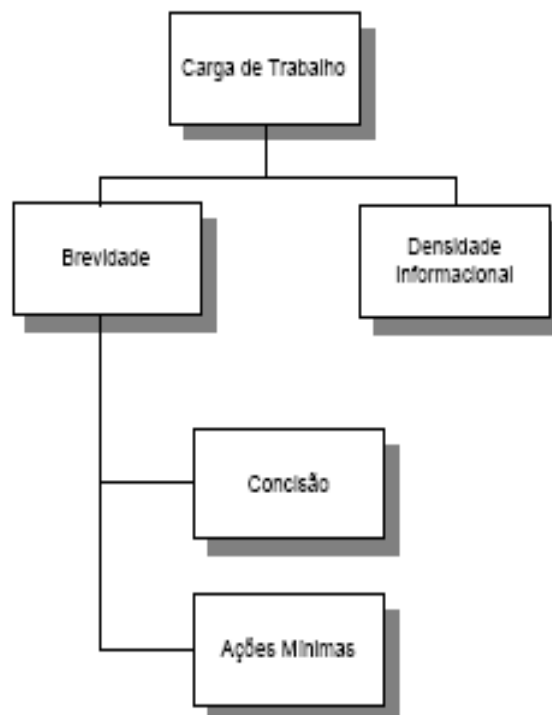 Carga de Trabalho
Brevidade
Densidade
Informacional
Concisão
Ações Mínimas